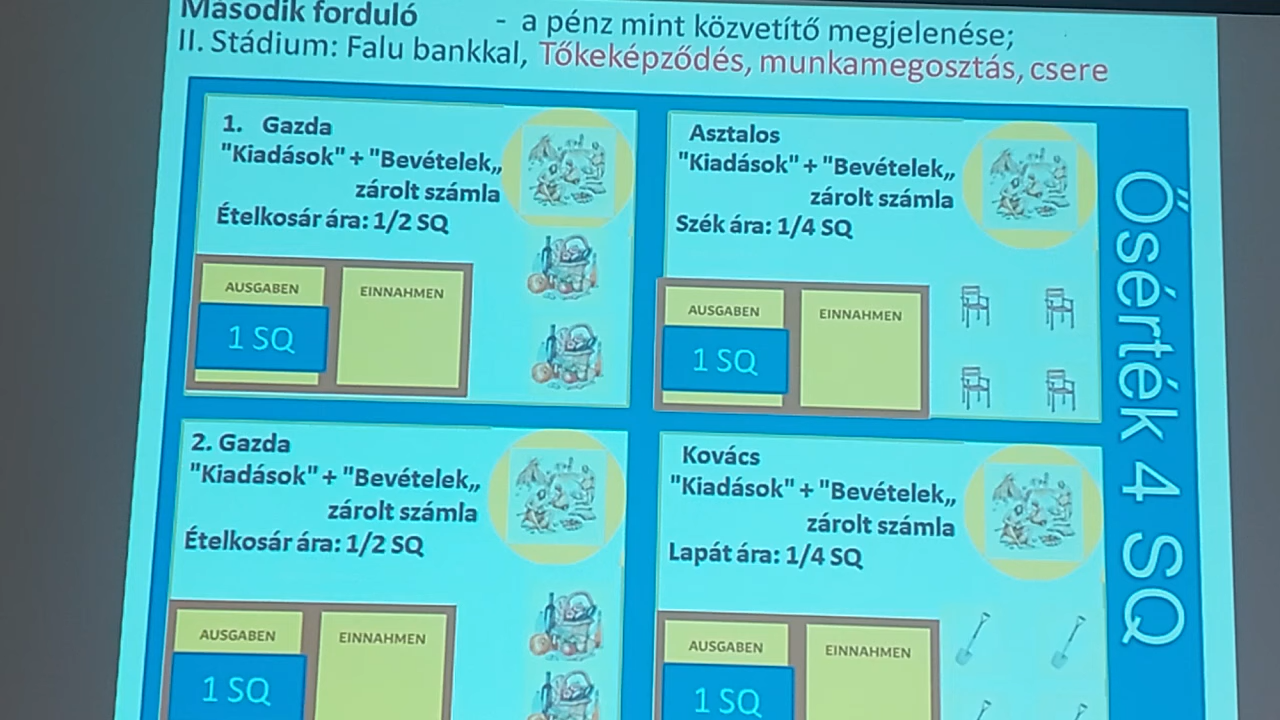 Második forduló - a pénz mint közvetítő megjelenése;
II. Stádium: Falu bankkal, Tőkeképződés, munkamegosztás, csere
1. Gazda
"Kiadások" + "Bevételek„
zárolt számla
Ételkosár ára: 1/2 SQ
AUSGABEN
EINNAHMEN
1 SQ
Asztalos
"Kiadások" + "Bevételek„
zárolt számla
Szék ára: 1/4 SQ
AUSGABEN
EINNAHMEN
1 SQ
2. Gazda
"Kiadások" + "Bevételek„
zárolt számla
Ételkosár ára: 1/2 SQ
AUSGABEN
EINNAHMEN
1 SQ
Kovács
"Kiadások" + "Bevételek„
zárolt számla
Lapát ára: 1/4 SQ
AUSGABEN
EINNAHMEN
1 SQ
Ősérték 4 SQ